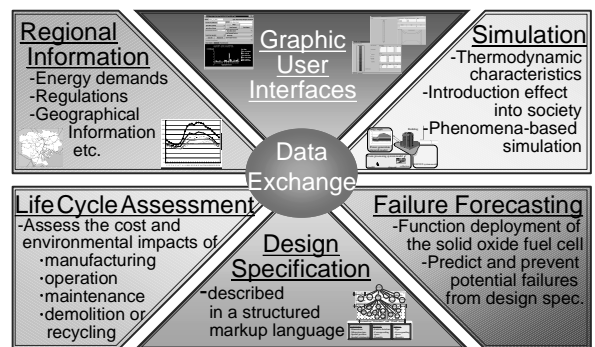 Regional
Information
-Energy demands
-Regulations
-Geographical
Information
etc.
Graphic
User
Interfaces
Simulation
-Thermodynamic
characteristics
-Introduction effect
into society
-Phenomena-based
simulation
Data
Exchange
Life Cycle Assessment
-Assess the cost and
environmental impacts of
·manufacturing
·operation
·maintenance
·demolition or
recycling
Design
Specification
-described
in a structured
markup language
Failure Forecasting
-Function deployment of
the solid oxide fuel cell
-Predict and prevent
potential failures
from design spec.